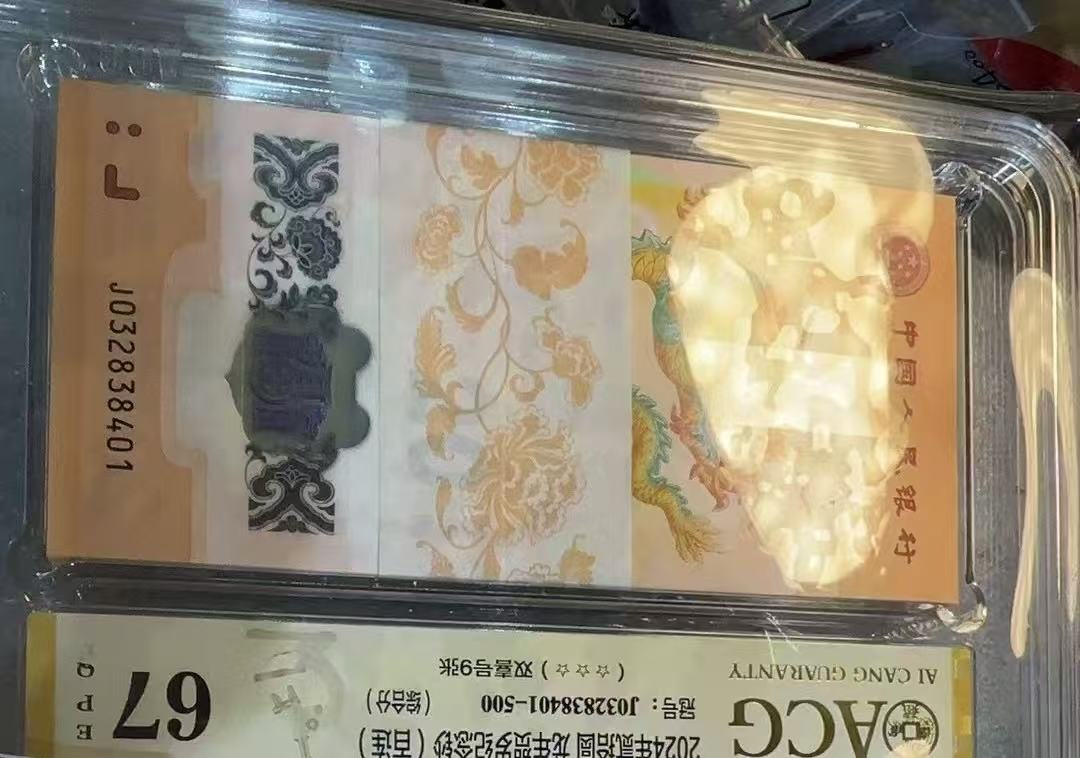 中国人民银行
J032838401
ACG
AI CANG GUARANTY
2024年贰拾圆 龙年贺岁纪念钞（百连）
冠号：J032838401-500 （综合分）
（☆☆☆）双喜号9张
67
E P Q